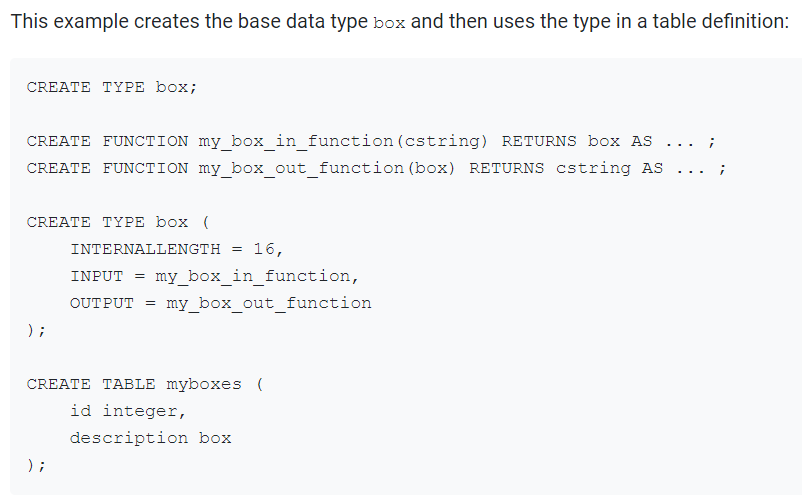 This example creates the base data type box and then uses the type in a table definition:
CREATE TYPE box;
CREATE FUNCTION my_box_in_function(cstring) RETURNS box AS ... ;
CREATE FUNCTION my_box_out_function(box) RETURNS cstring AS ... ;
CREATE TYPE box (
    INTERNALLENGTH = 16,
    INPUT = my_box_in_function,
    OUTPUT = my_box_out_function
);
CREATE TABLE myboxes (
    id integer,
    description box
);